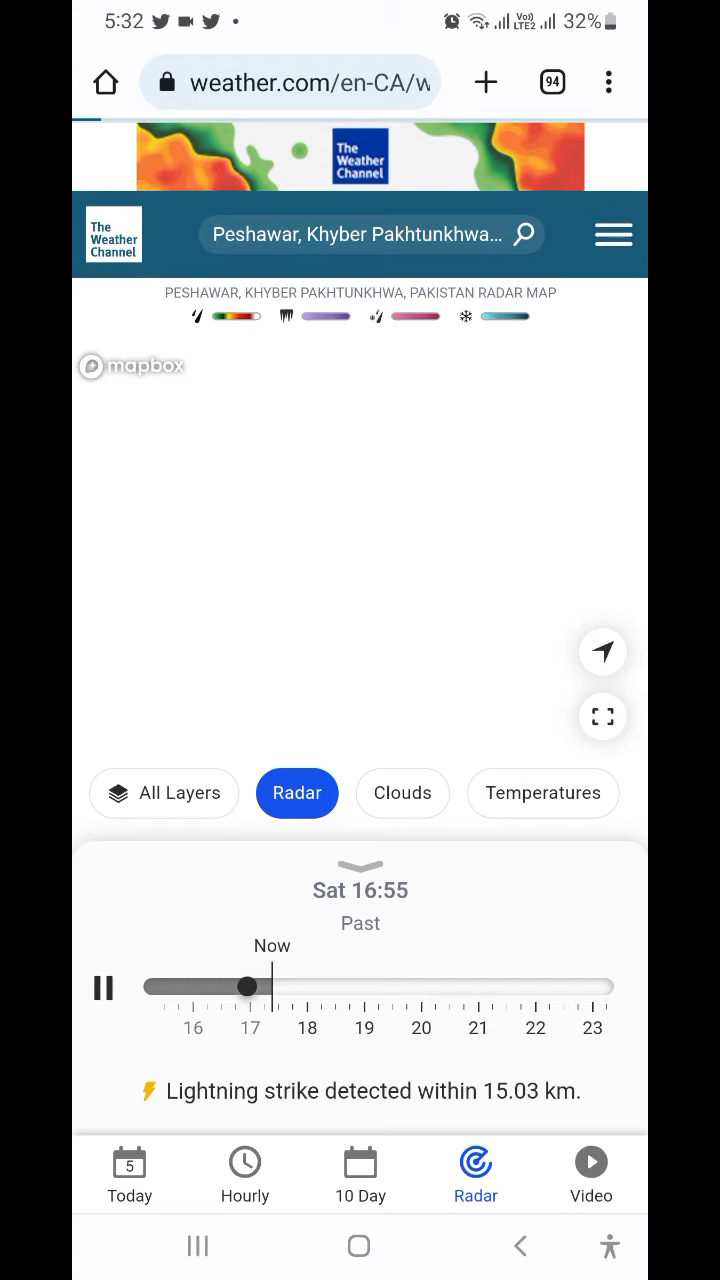 5:32
Vo))
LTE2
32%
weather.com/en-CA/w
94
The
Weather
Channel
The
Weather
Channel
Peshawar, Khyber Pakhtunkhwa...
PESHAWAR, KHYBER PAKHTUNKHWA, PAKISTAN RADAR MAP
mapbox
All Layers
Radar
Clouds
Temperatures
Sat 16:55
Past
Now
16 17 18 19 20 21 22 23
Lightning strike detected within 15.03 km.
5
Today
Hourly
10 Day
Radar
Video